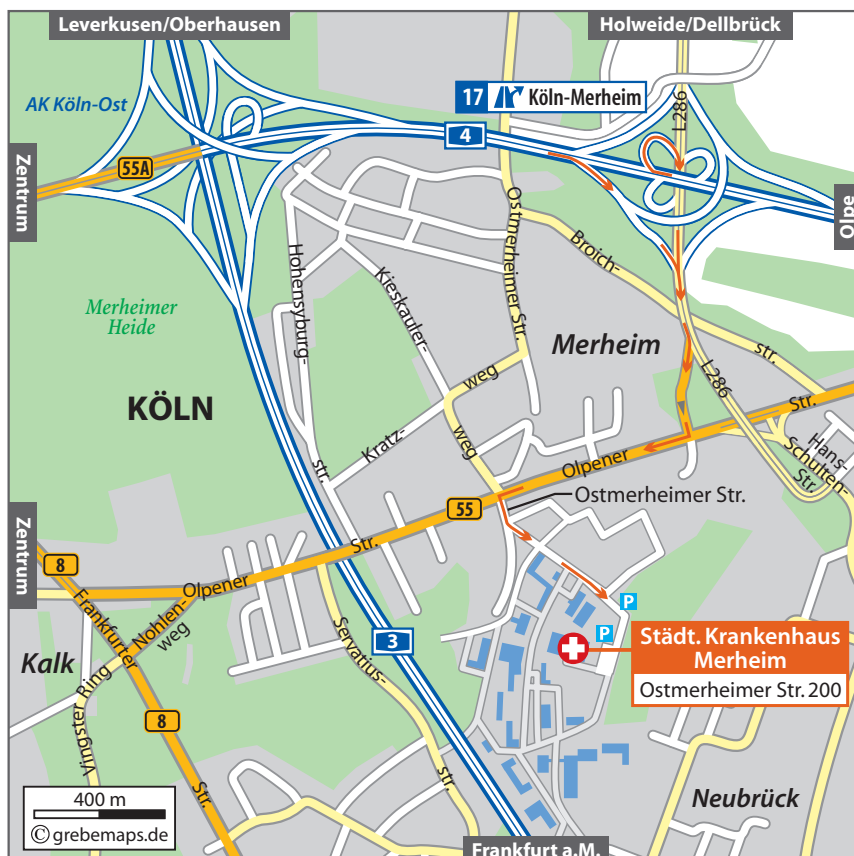 Leverkusen/Oberhausen
Holweide/Dellbrück
AK Köln-Ost
17 Köln-Merheim
L286
4
55A
Zentrum
Olpe
Ostmerheimer Str.
Broich-
str.
Hohensyburg-
str.
Kieskauler-
weg
Merheimer
Heide
Merheim
L286
KÖLN
weg
Kratz-
Str.
Olpener
Hans-
Schulten-
Str.
55
Ostmerheimer Str.
Zentrum
8
Str.
Olpener
Nohlen-
weg
Frankfurter
Str.
Servatius-
str.
3
P
P
Städt. Krankenhaus
Merheim
Ostmerheimer Str. 200
Kalk
Ring
Vingster
8
Neubrück
400 m
© grebemaps.de
Frankfurt a.M.